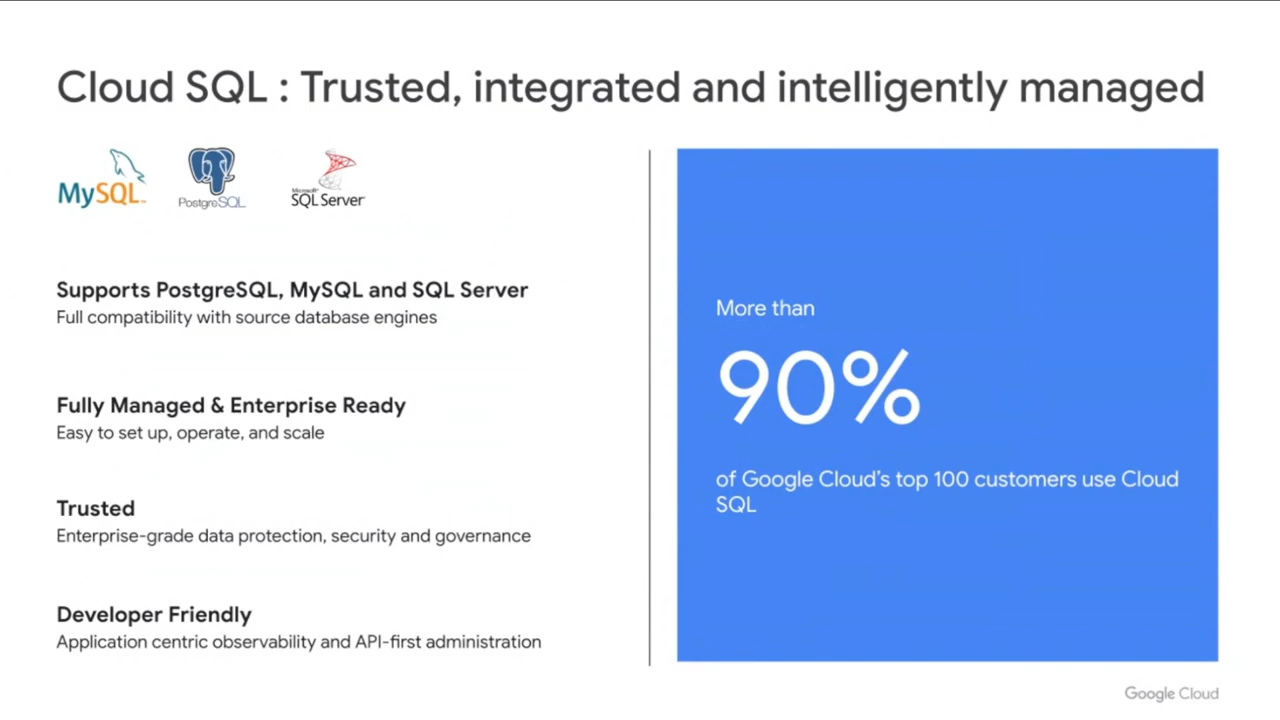 Cloud SQL : Trusted, integrated and intelligently managed
MySQL™
PostgreSQL
Microsoft®
SQL Server®
Supports PostgreSQL, MySQL and SQL Server
Full compatibility with source database engines
Fully Managed & Enterprise Ready
Easy to set up, operate, and scale
Trusted
Enterprise-grade data protection, security and governance
Developer Friendly
Application centric observability and API-first administration
More than
90%
of Google Cloud’s top 100 customers use Cloud
SQL
Google Cloud